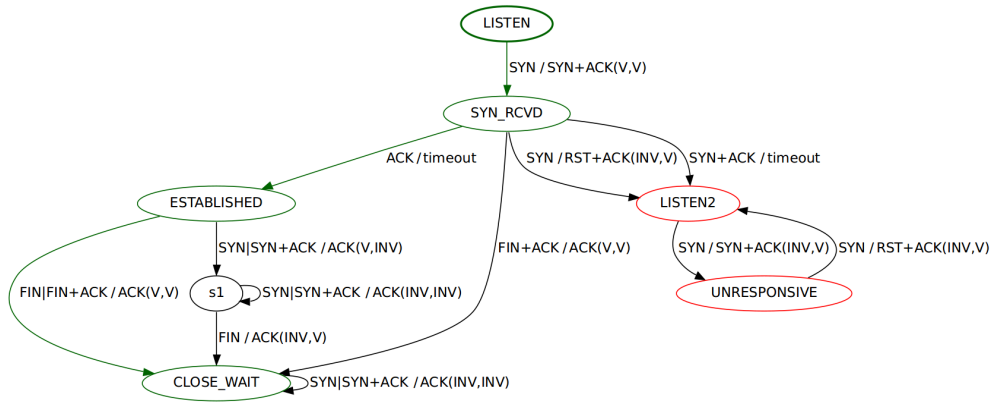 LISTEN
SYN / SYN+ACK(V,V)
SYN_RCVD
ACK / timeout
SYN / RST+ACK(INV,V)
SYN+ACK / timeout
ESTABLISHED
LISTEN2
SYN|SYN+ACK / ACK(V,INV)
FIN+ACK / ACK(V,V)
SYN / SYN+ACK(INV,V)
SYN / RST+ACK(INV,V)
FIN|FIN+ACK / ACK(V,V)
s1
SYN|SYN+ACK / ACK(INV,INV)
UNRESPONSIVE
FIN / ACK(INV,V)
CLOSE_WAIT
SYN|SYN+ACK / ACK(INV,INV)